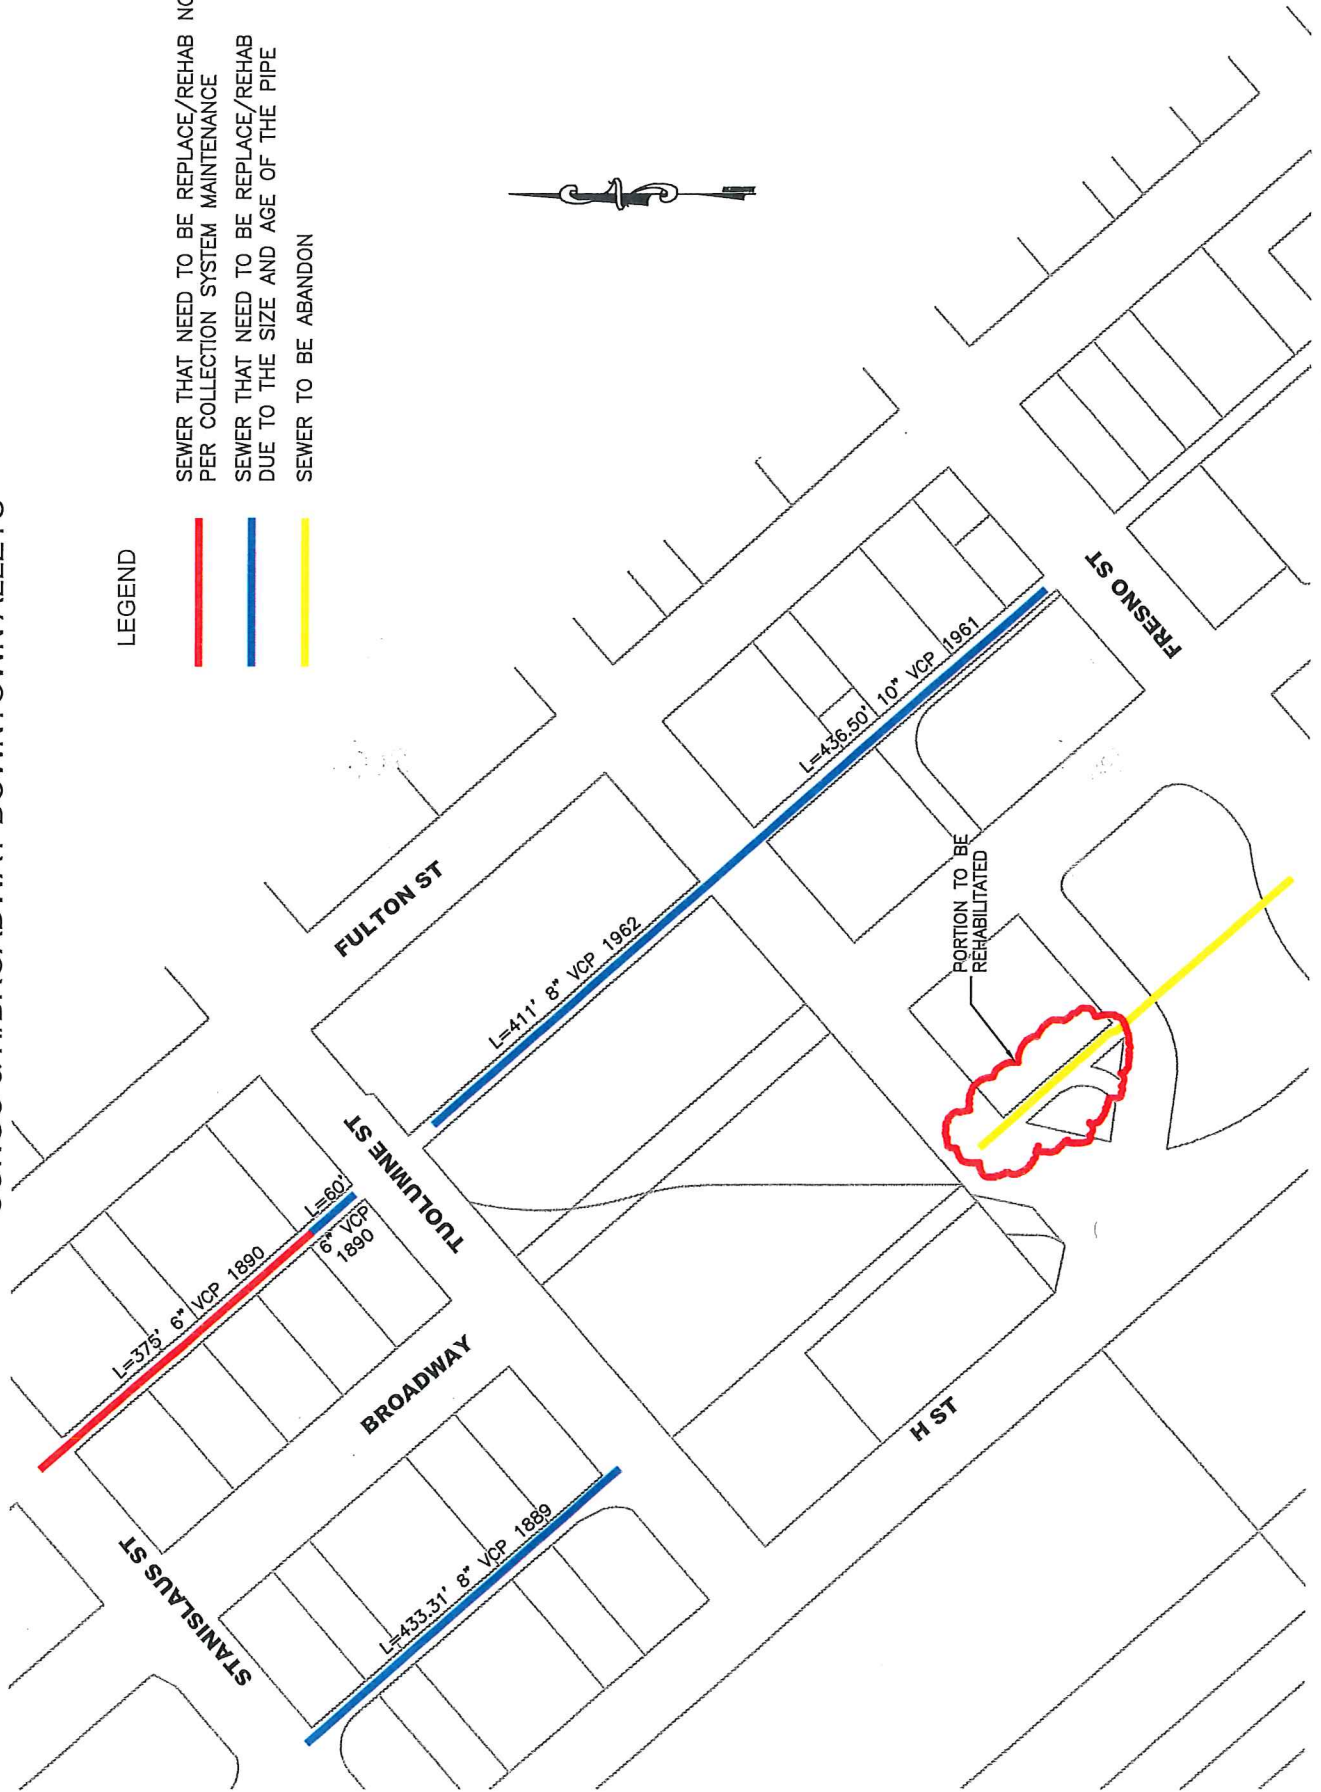 LEGEND
SEWER THAT NEED TO BE REPLACE/REHAB
PER COLLECTION SYSTEM MAINTENANCE
SEWER THAT NEED TO BE REPLACE/REHAB
DUE TO THE SIZE AND AGE OF THE PIPE
SEWER TO BE ABANDON
N
FULTON ST
L=375' 6" VCP 1890
L=60'
6" VCP
1890
TUOLUMNE ST
L=411' 8" VCP 1962
L=436.50' 10" VCP 1961
FRESNO ST
STANISLAUS ST
BROADWAY
L=433.31' 8" VCP 1889
H ST
PORTION TO BE
REHABILITATED